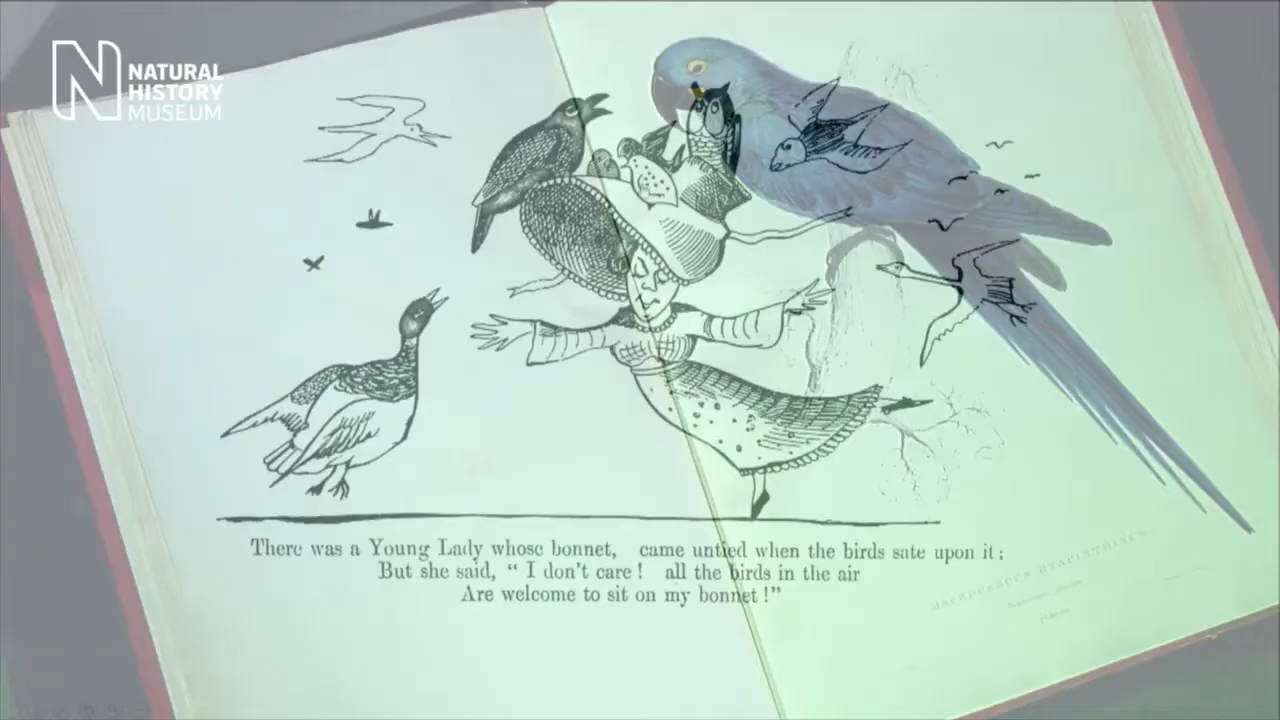 NATURAL
HISTORY
MUSEUM
There was a Young Lady whose bonnet, came untied when the birds sate upon it;
But she said, “ I don't care! all the birds in the air
Are welcome to sit on my bonnet!”